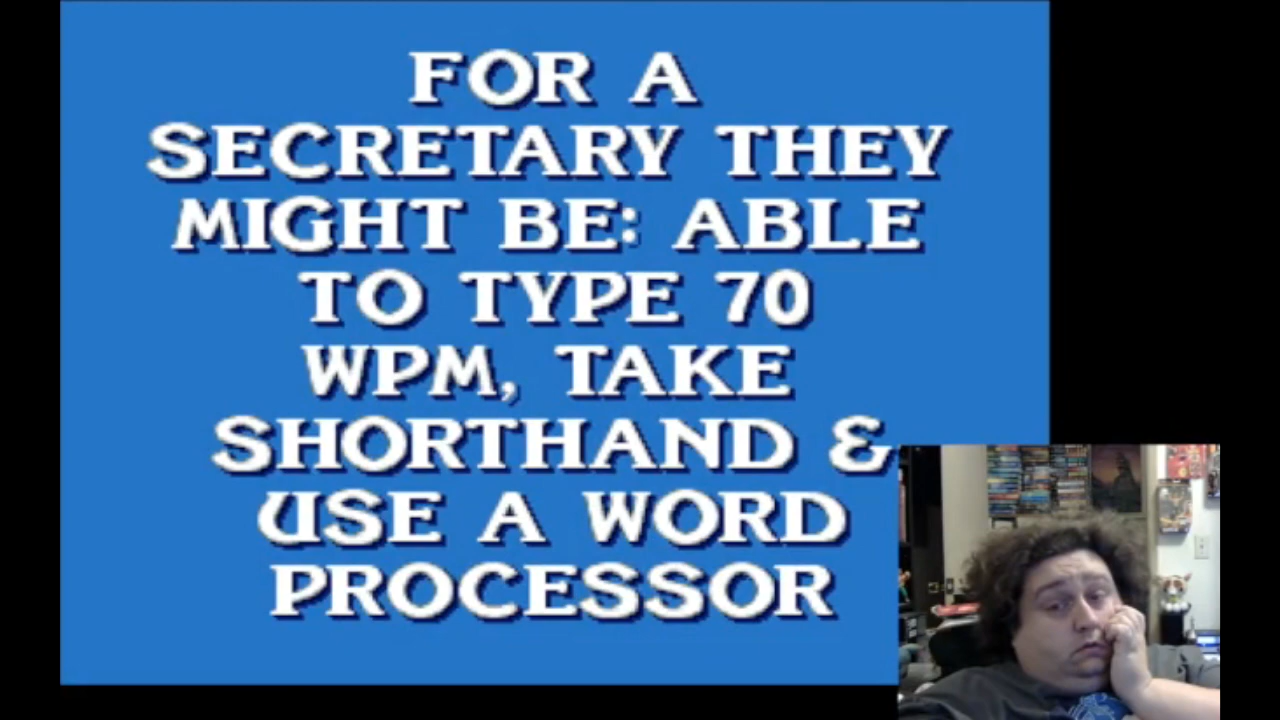 FOR A
SECRETARY THEY
MIGHT BE: ABLE
TO TYPE 70
WPM, TAKE
SHORTHAND &
USE A WORD
PROCESSOR